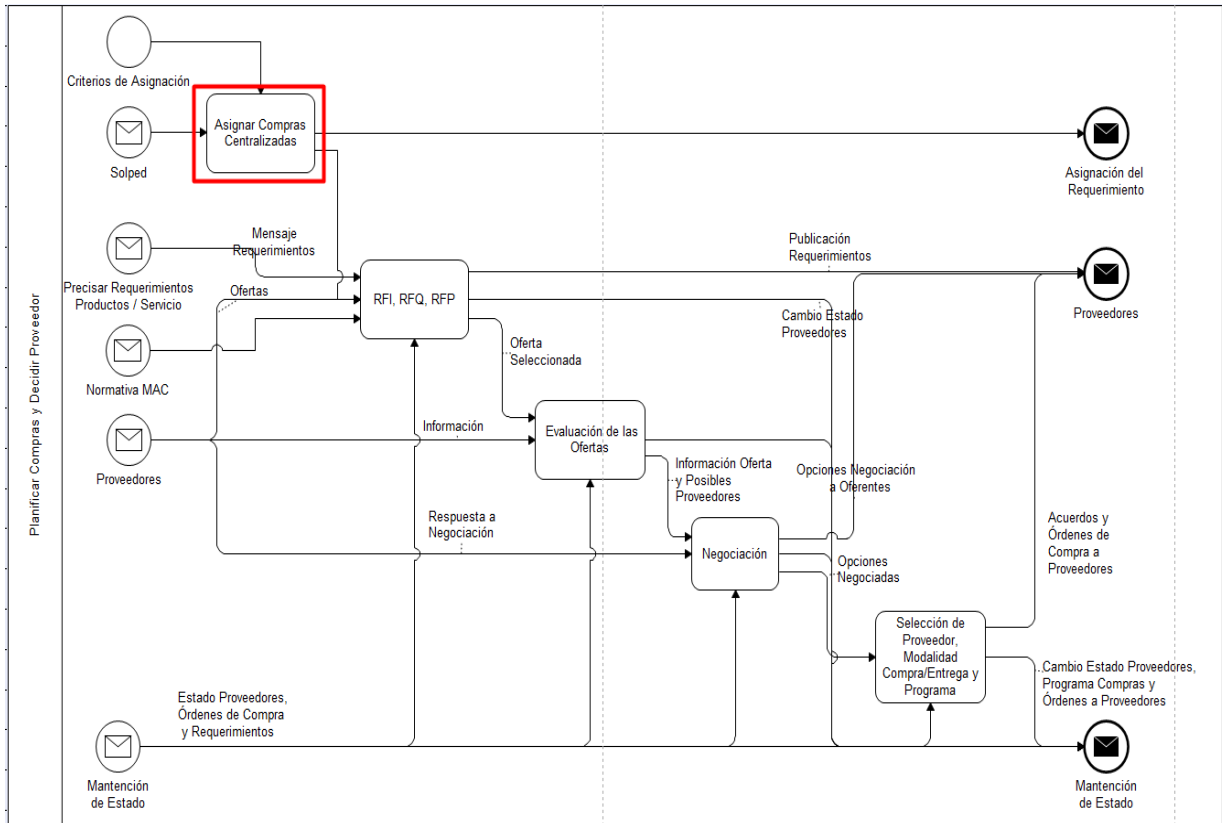 Planificar Compras y Decidir Proveedor
Criterios de Asignación
Asignar Compras
Centralizadas
Solped
Asignación del
Requerimiento
Mensaje
Requerimientos
Publicación
Requerimientos
Precisar Requerimientos
Productos / Servicio
Ofertas
RFI, RFQ, RFP
Cambio Estado
Proveedores
Proveedores
Oferta
Seleccionada
Normativa MAC
Información
Evaluación de las
Ofertas
Proveedores
Información Oferta
y Posibles
Proveedores
Opciones Negociación
a Oferentes
Respuesta a
Negociación
Negociación
Opciones
Negociadas
Acuerdos y
Órdenes de
Compra a
Proveedores
Selección de
Proveedor,
Modalidad
Compra/Entrega y
Programa
Cambio Estado Proveedores,
Programa Compras y
Órdenes a Proveedores
Estado Proveedores,
Órdenes de Compra
y Requerimientos
Mantención
de Estado
Mantención
de Estado